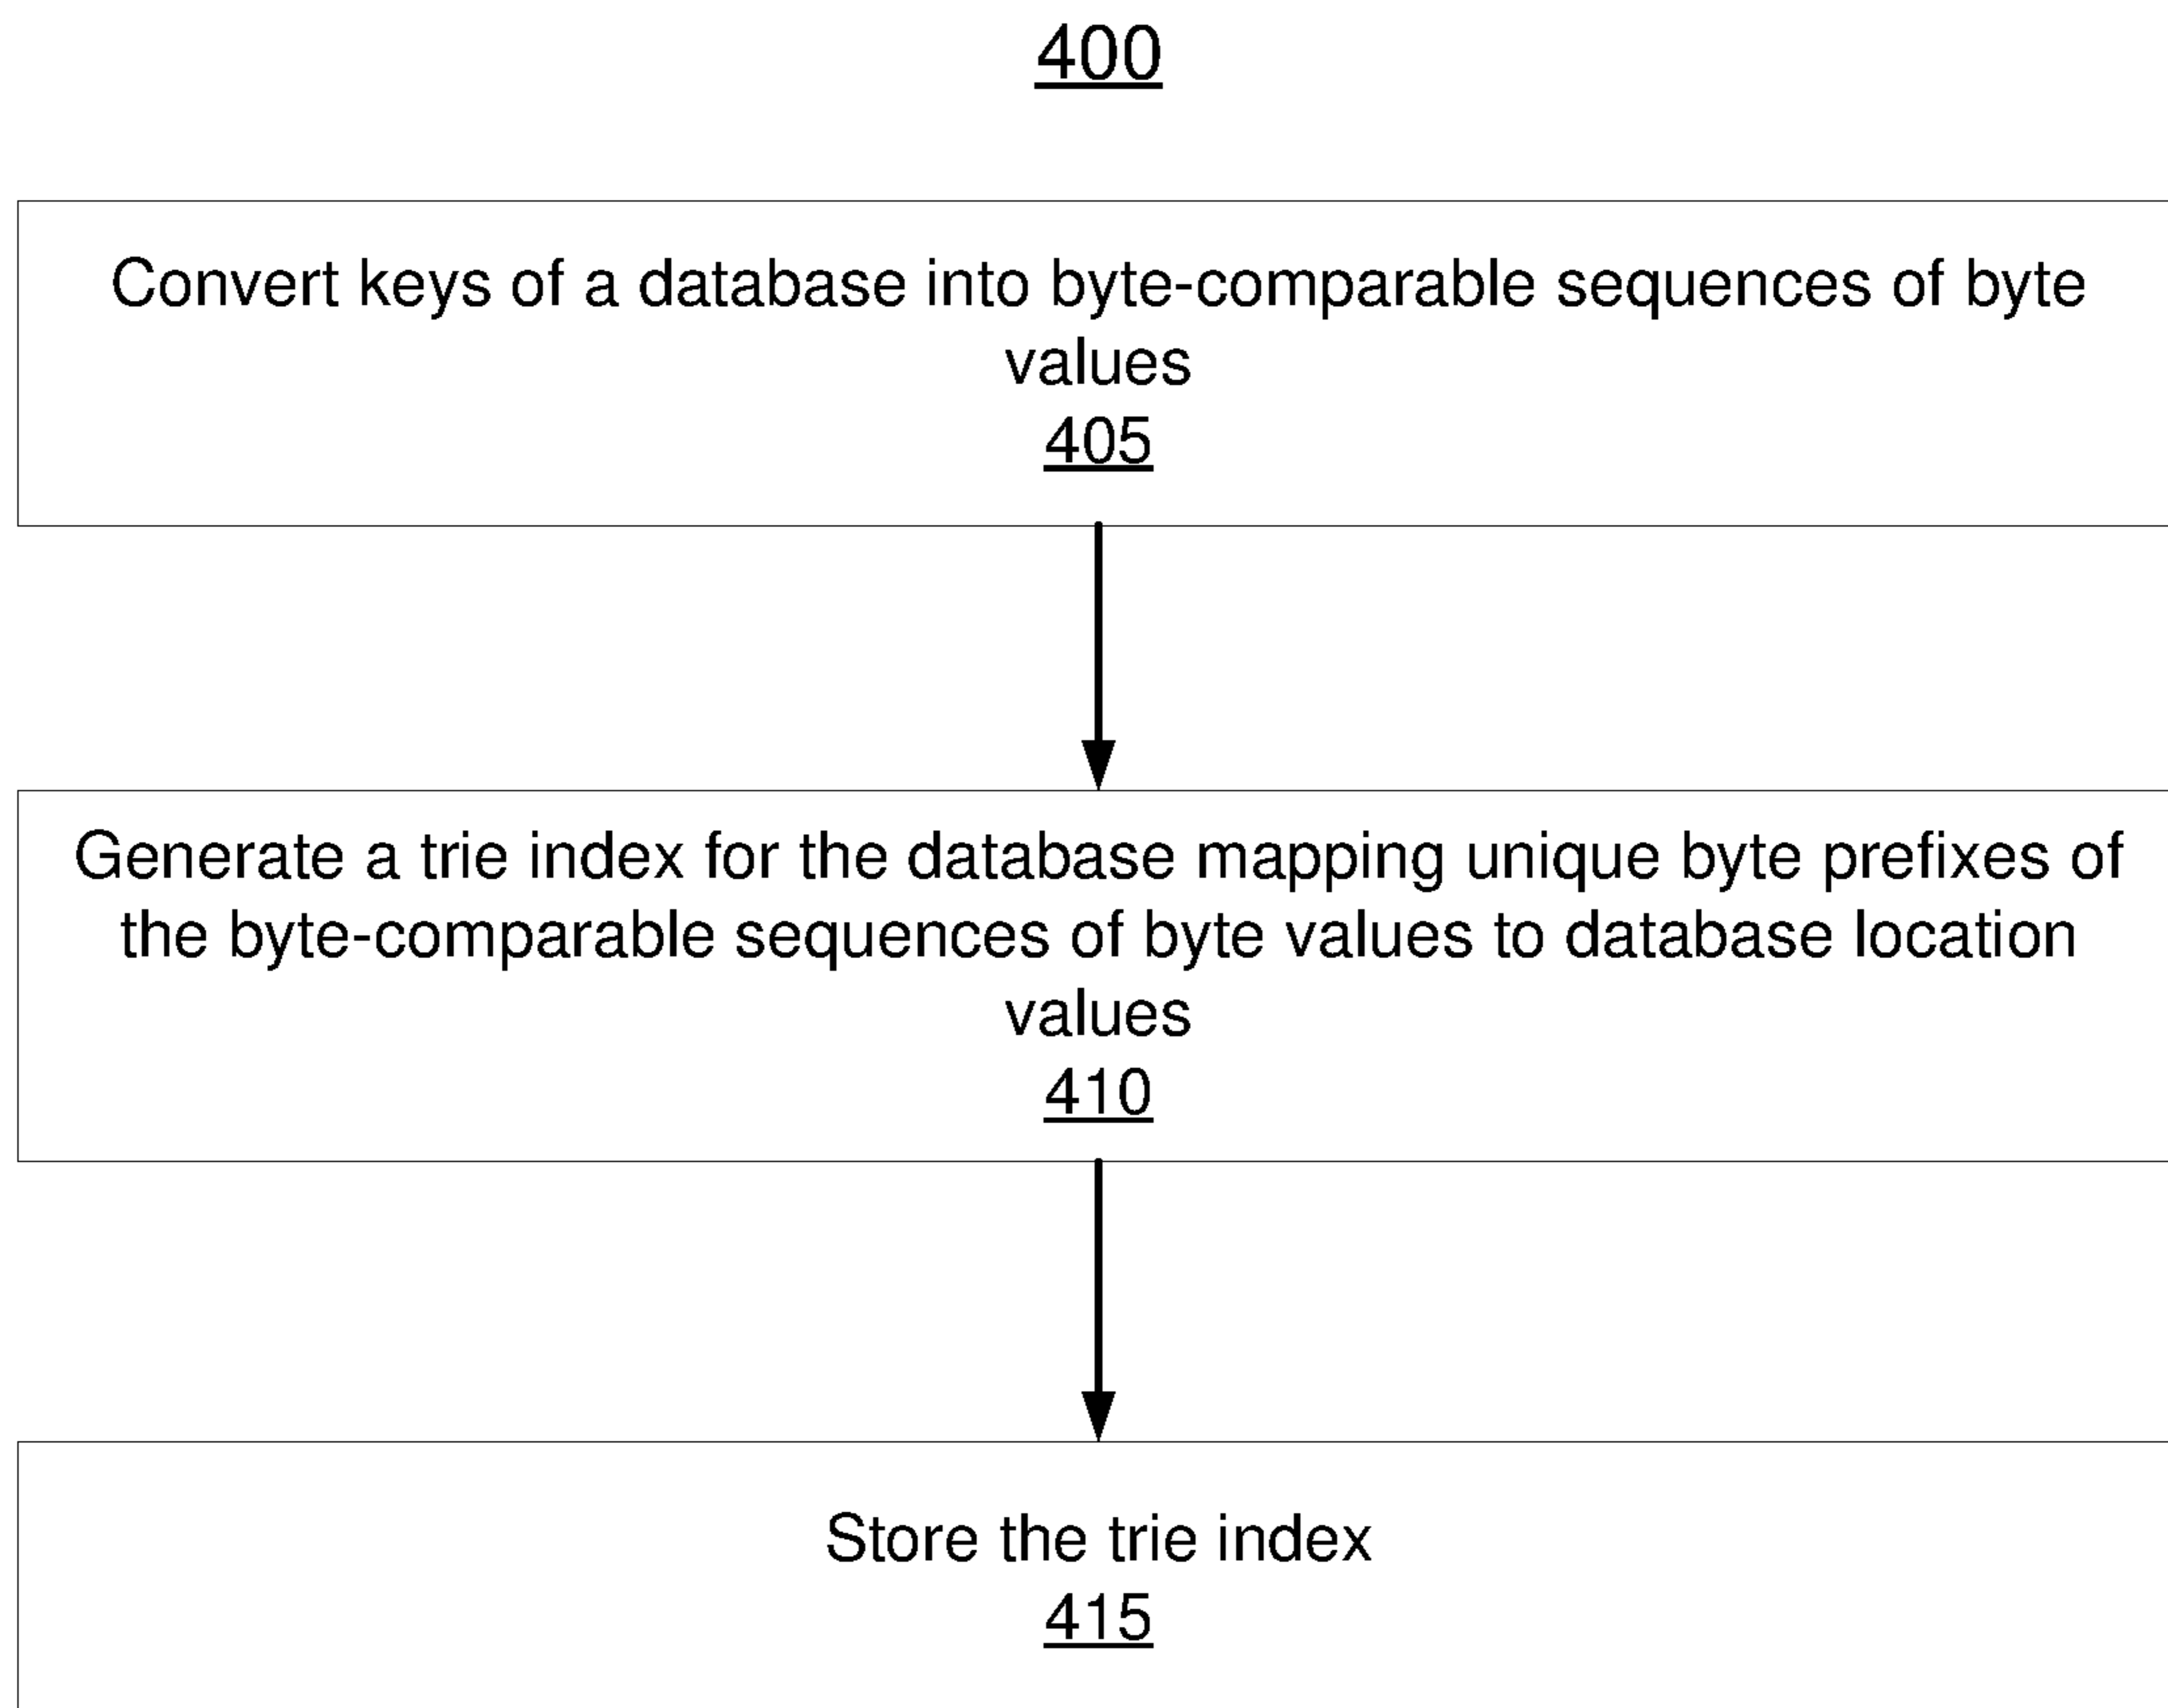 400
Convert keys of a database into byte-comparable sequences of byte
values
405
Generate a trie index for the database mapping unique byte prefixes of
the byte-comparable sequences of byte values to database location
values
410
Store the trie index
415